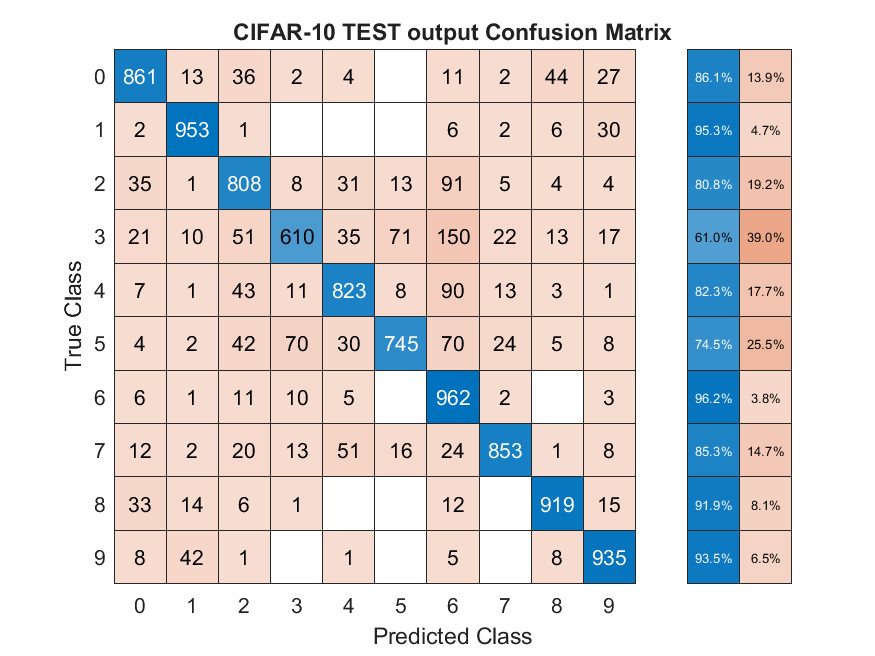 CIFAR-10 TEST output Confusion Matrix
0 861 13 36 2 4 11 2 44 27 86.1% 13.9%
1 2 953 1 6 2 6 30 95.3% 4.7%
2 35 1 808 8 31 13 91 5 4 4 80.8% 19.2%
3 21 10 51 610 35 71 150 22 13 17 61.0% 39.0%
4 7 1 43 11 823 8 90 13 3 1 82.3% 17.7%
5 4 2 42 70 30 745 70 24 5 8 74.5% 25.5%
6 6 1 11 10 5 962 2 3 96.2% 3.8%
7 12 2 20 13 51 16 24 853 1 8 85.3% 14.7%
8 33 14 6 1 12 919 15 91.9% 8.1%
9 8 42 1 1 5 8 935 93.5% 6.5%
0 1 2 3 4 5 6 7 8 9
Predicted Class
True Class